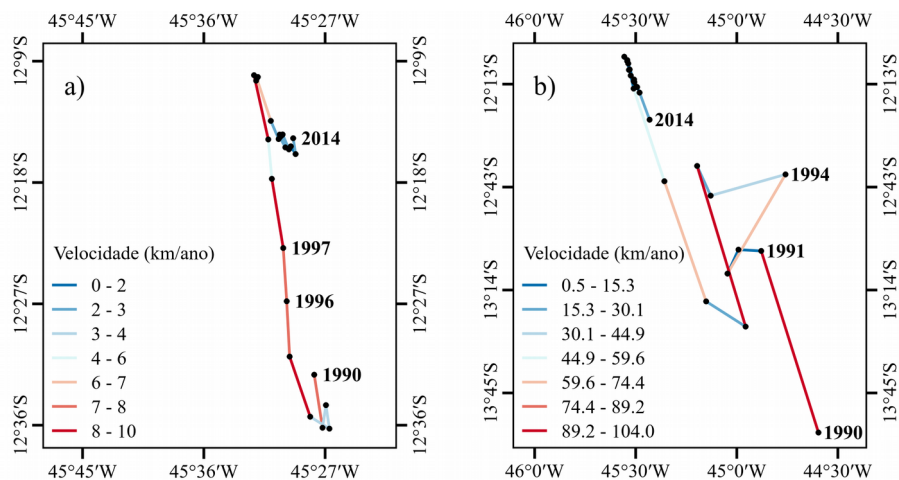 45°45′W 45°36′W 45°27′W
12°9′S
12°18′S
12°27′S
12°36′S
a)
2014
1997
1996
1990
Velocidade (km/ano)
0 - 2
2 - 3
3 - 4
4 - 6
6 - 7
7 - 8
8 - 10
12°9′S
12°18′S
12°27′S
12°36′S
45°45′W 45°36′W 45°27′W
46°0′W 45°30′W 45°0′W 44°30′W
12°13′S
12°43′S
13°14′S
13°45′S
b)
2014
1994
1991
1990
Velocidade (km/ano)
0.5 - 15.3
15.3 - 30.1
30.1 - 44.9
44.9 - 59.6
59.6 - 74.4
74.4 - 89.2
89.2 - 104.0
12°13′S
12°43′S
13°14′S
13°45′S
46°0′W 45°30′W 45°0′W 44°30′W